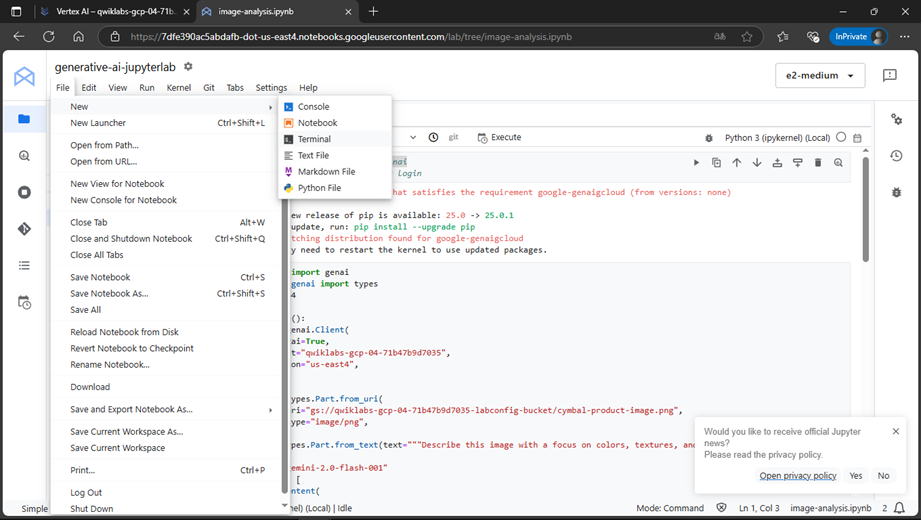 Vertex AI – qwiklabs-gcp-04-71b.
image-analysis.ipynb
https://7dfe390ac5abdafb-dot-us-east4.notebooks.googleusercontent.com/lab/tree/image-analysis.ipynb
InPrivate
generative-ai-jupyterlab
e2-medium
File Edit View Run Kernel Git Tabs Settings Help
New
Console
New Launcher Ctrl+Shift+L
Notebook
Terminal
git
Execute
Python 3 (ipykernel) (Local)
Open from Path...
Text File
Open from URL...
Markdown File
login
New View for Notebook
Python File
hat satisfies the requirement google-genaigcloud (from versions: none)
New Console for Notebook
ew release of pip is available: 25.0 -> 25.0.1
Close Tab Alt+W
update, run: pip install --upgrade pip
Close and Shutdown Notebook Ctrl+Shift+Q
tching distribution found for google-genaigcloud
y need to restart the kernel to use updated packages.
Close All Tabs
import genai
Save Notebook Ctrl+S
genai import types
Save Notebook As... Ctrl+Shift+S
4
Save All
():
enai.Client(
Reload Notebook from Disk
ai=True,
Revert Notebook to Checkpoint
t="qwiklabs-gcp-04-71b47b9d7035",
Rename Notebook...
on="us-east4",
Download
ypes.Part.from_uri(
Save and Export Notebook As...
ri="gs://qwiklabs-gcp-04-71b47b9d7035-labconfig-bucket/cymbal-product-image.png",
ype="image/png",
Save Current Workspace As...
Save Current Workspace
ypes.Part.from_text(text="""Describe this image with a focus on colors, textures, an
Print... Ctrl+P
emini-2.0-flash-001"
[
Log Out
ntent(
Shut Down
Would you like to receive official Jupyter
news?
Please read the privacy policy.
Open privacy policy Yes No
Simple
nel) (Local) | Idle
Mode: Command
Ln 1, Col 3
image-analysis.ipynb
2